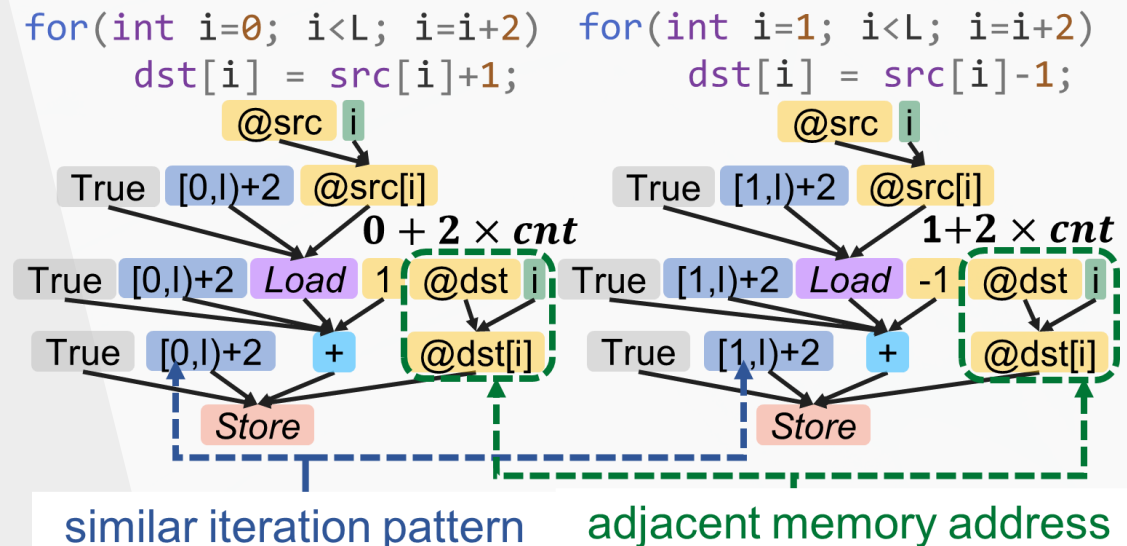 for(int i=0; i<L; i=i+2)
dst[i] = src[i]+1;
@src i
True [0,l)+2 @src[i]
0 + 2 × cnt
True [0,l)+2 Load 1 @dst i
True [0,l)+2 + @dst[i]
Store
similar iteration pattern
for(int i=1; i<L; i=i+2)
dst[i] = src[i]-1;
@src i
True [1,l)+2 @src[i]
1+2 × cnt
True [1,l)+2 Load -1 @dst i
True [1,l)+2 + @dst[i]
Store
adjacent memory address